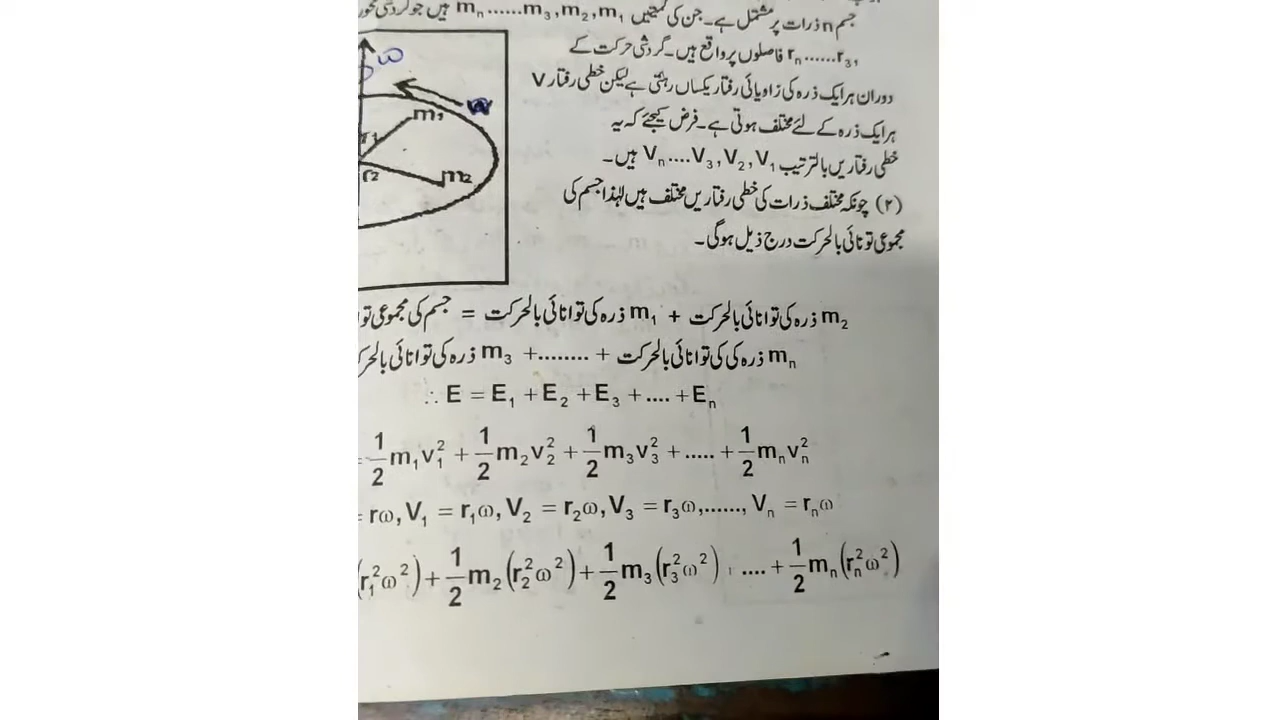 جسم n ذرات پر مشتمل ہے۔ جن کی کمیتیں m1 , m2 , m3 ...... mn ہیں جو گردشی محور
r3, ...... rn فاصلوں پر واقع ہیں۔ گردشی حرکت کے
دوران ہر ایک ذرہ کی زاویائی رفتار یکساں رہتی ہے لیکن خطی رفتار V
ہر ایک ذرہ کے لئے مختلف ہوتی ہے۔ فرض کیجئے کہ یہ
خطی رفتاریں بالترتیب V1 , V2 , V3 .... Vn ہیں۔
(۲) چونکہ مختلف ذرات کی خطی رفتاریں مختلف ہیں لہٰذا جسم کی
مجموعی توانائی بالحرکت درج ذیل ہوگی۔
ω
m1
r1
r2
m2
جسم کی مجموعی = m1 ذرہ کی توانائی بالحرکت + m2 ذرہ کی توانائی بالحرکت
m3 ذرہ کی توانائی +........ + mn ذرہ کی کی توانائی بالحرکت
∴ E = E₁ + E₂ + E₃ + .... + Eₙ
= 1/2 m₁v₁² + 1/2 m₂v₂² + 1/2 m₃v₃² + ..... + 1/2 mₙvₙ²
= rω, V₁ = r₁ω, V₂ = r₂ω, V₃ = r₃ω, ......, Vₙ = rₙω
(r₁²ω²) + 1/2 m₂(r₂²ω²) + 1/2 m₃(r₃²ω²) .... + 1/2 mₙ(rₙ²ω²)